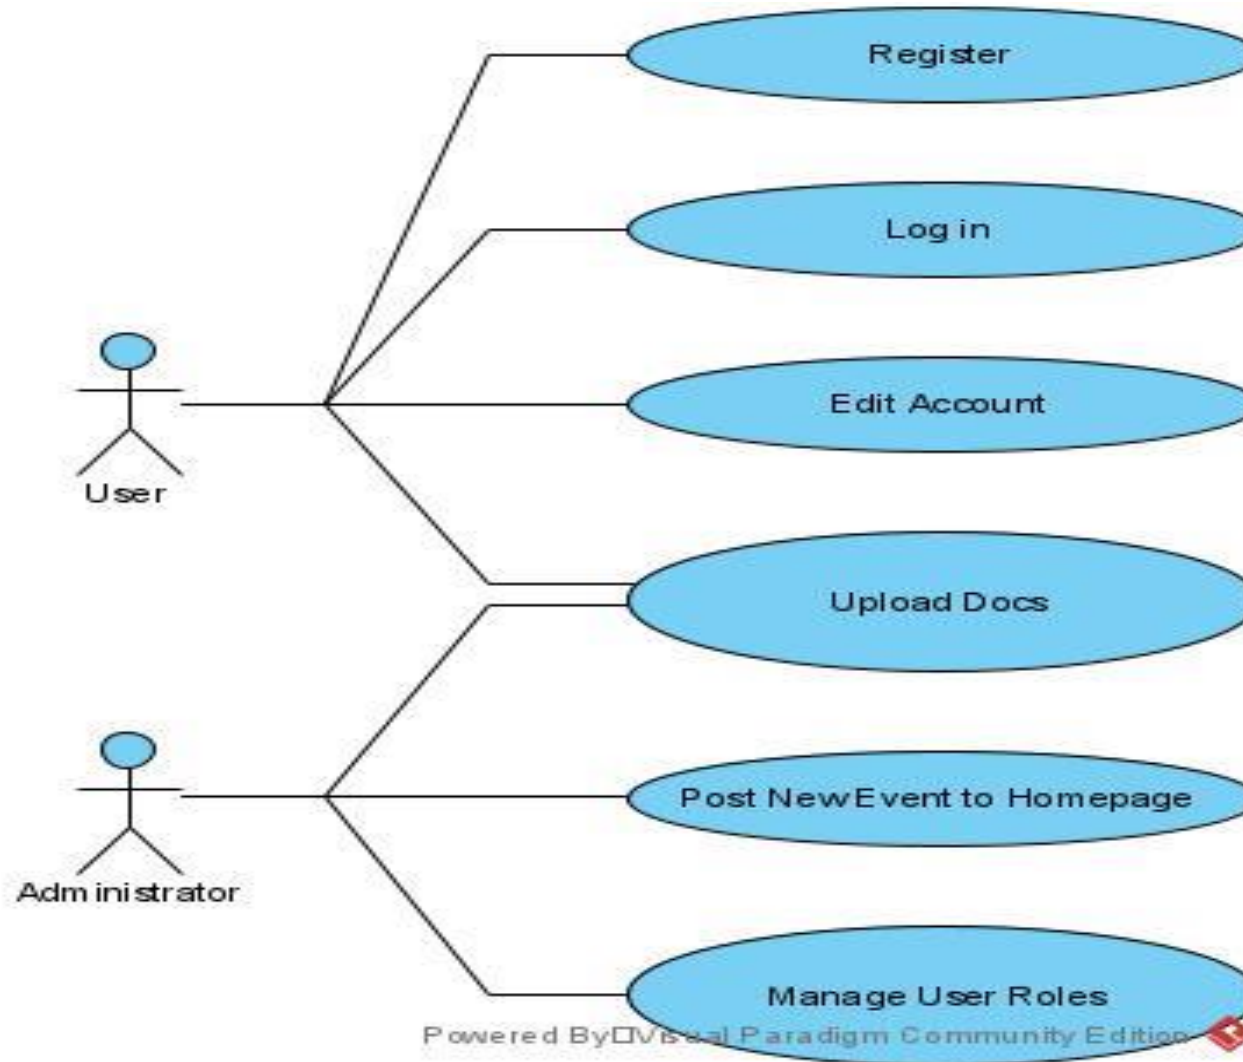 Register
Log in
Edit Account
User
Upload Docs
Post New Event to Homepage
Administrator
Manage User Roles
Powered By□Visual Paradigm Community Edition